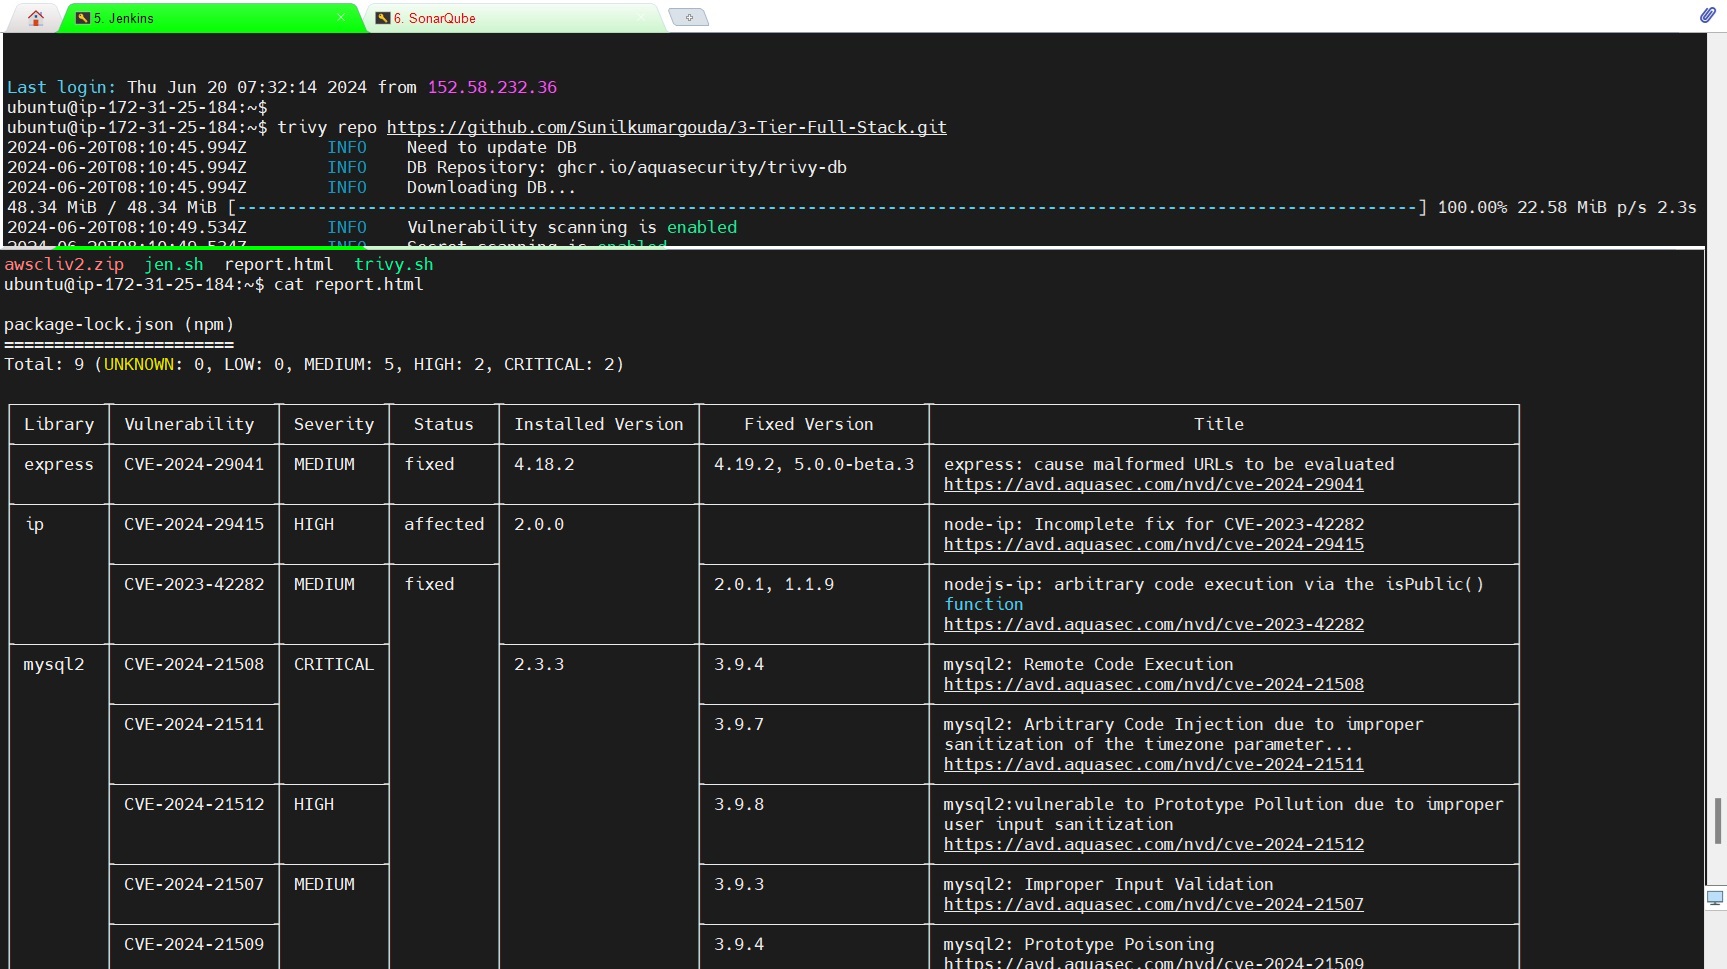 5. Jenkins
6. SonarQube
Last login: Thu Jun 20 07:32:14 2024 from 152.58.232.36
ubuntu@ip-172-31-25-184:~$
ubuntu@ip-172-31-25-184:~$ trivy repo https://github.com/Sunilkumargouda/3-Tier-Full-Stack.git
2024-06-20T08:10:45.994Z INFO Need to update DB
2024-06-20T08:10:45.994Z INFO DB Repository: ghcr.io/aquasecurity/trivy-db
2024-06-20T08:10:45.994Z INFO Downloading DB...
48.34 MiB / 48.34 MiB [----------------------------------------------------------------------------------------------------------------------] 100.00% 22.58 MiB p/s 2.3s
2024-06-20T08:10:49.534Z INFO Vulnerability scanning is enabled
2024-06-20T08:10:49.534Z INFO Secret scanning is enabled
awscliv2.zip jen.sh report.html trivy.sh
ubuntu@ip-172-31-25-184:~$ cat report.html
package-lock.json (npm)
=======================
Total: 9 (UNKNOWN: 0, LOW: 0, MEDIUM: 5, HIGH: 2, CRITICAL: 2)
Library Vulnerability Severity Status Installed Version Fixed Version Title
express CVE-2024-29041 MEDIUM fixed 4.18.2 4.19.2, 5.0.0-beta.3 express: cause malformed URLs to be evaluated
https://avd.aquasec.com/nvd/cve-2024-29041
ip CVE-2024-29415 HIGH affected 2.0.0 node-ip: Incomplete fix for CVE-2023-42282
https://avd.aquasec.com/nvd/cve-2024-29415
CVE-2023-42282 MEDIUM fixed 2.0.1, 1.1.9 nodejs-ip: arbitrary code execution via the isPublic()
function
https://avd.aquasec.com/nvd/cve-2023-42282
mysql2 CVE-2024-21508 CRITICAL 2.3.3 3.9.4 mysql2: Remote Code Execution
https://avd.aquasec.com/nvd/cve-2024-21508
CVE-2024-21511 3.9.7 mysql2: Arbitrary Code Injection due to improper
sanitization of the timezone parameter...
https://avd.aquasec.com/nvd/cve-2024-21511
CVE-2024-21512 HIGH 3.9.8 mysql2:vulnerable to Prototype Pollution due to improper
user input sanitization
https://avd.aquasec.com/nvd/cve-2024-21512
CVE-2024-21507 MEDIUM 3.9.3 mysql2: Improper Input Validation
https://avd.aquasec.com/nvd/cve-2024-21507
CVE-2024-21509 3.9.4 mysql2: Prototype Poisoning
https://avd.aquasec.com/nvd/cve-2024-21509